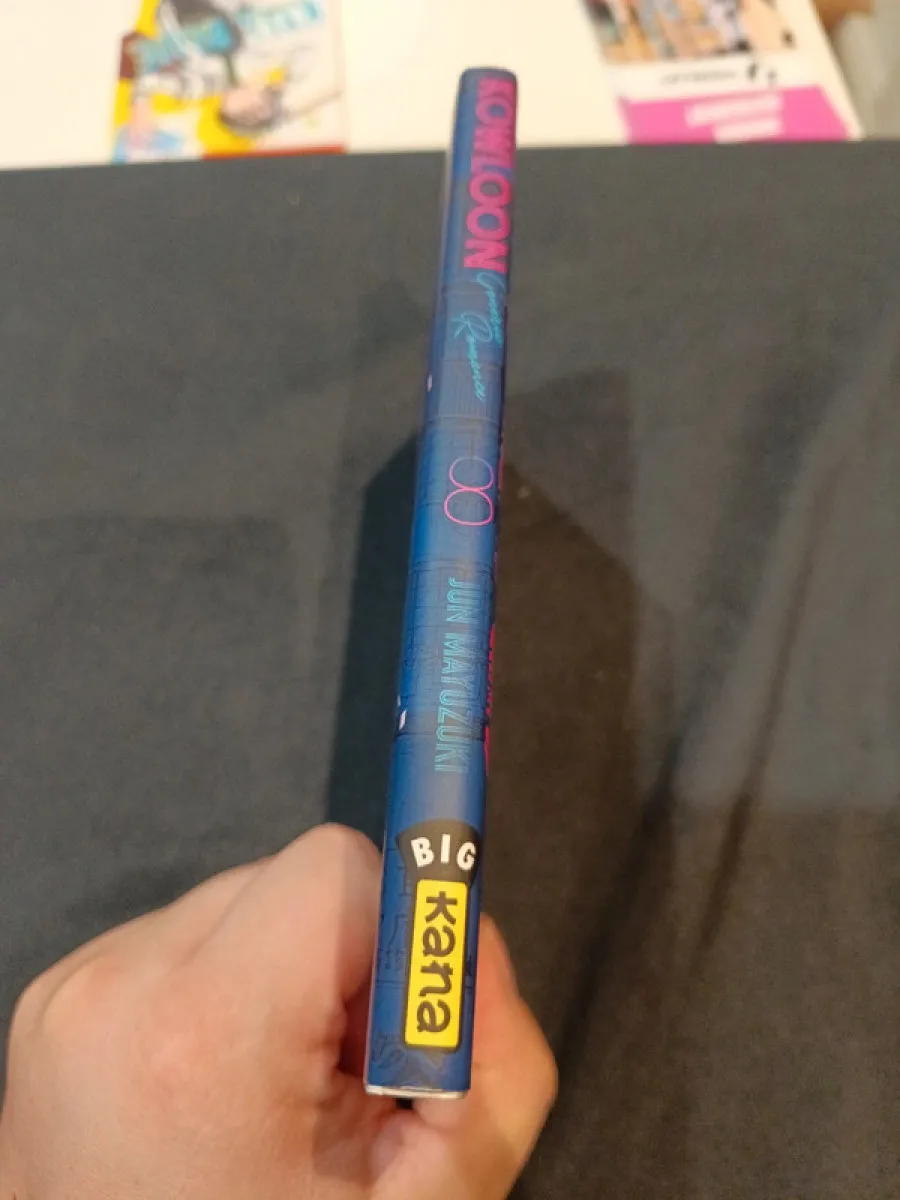 KOWLOON
Generic Romance
8
JUN MAYUZUKI
BIG
kana